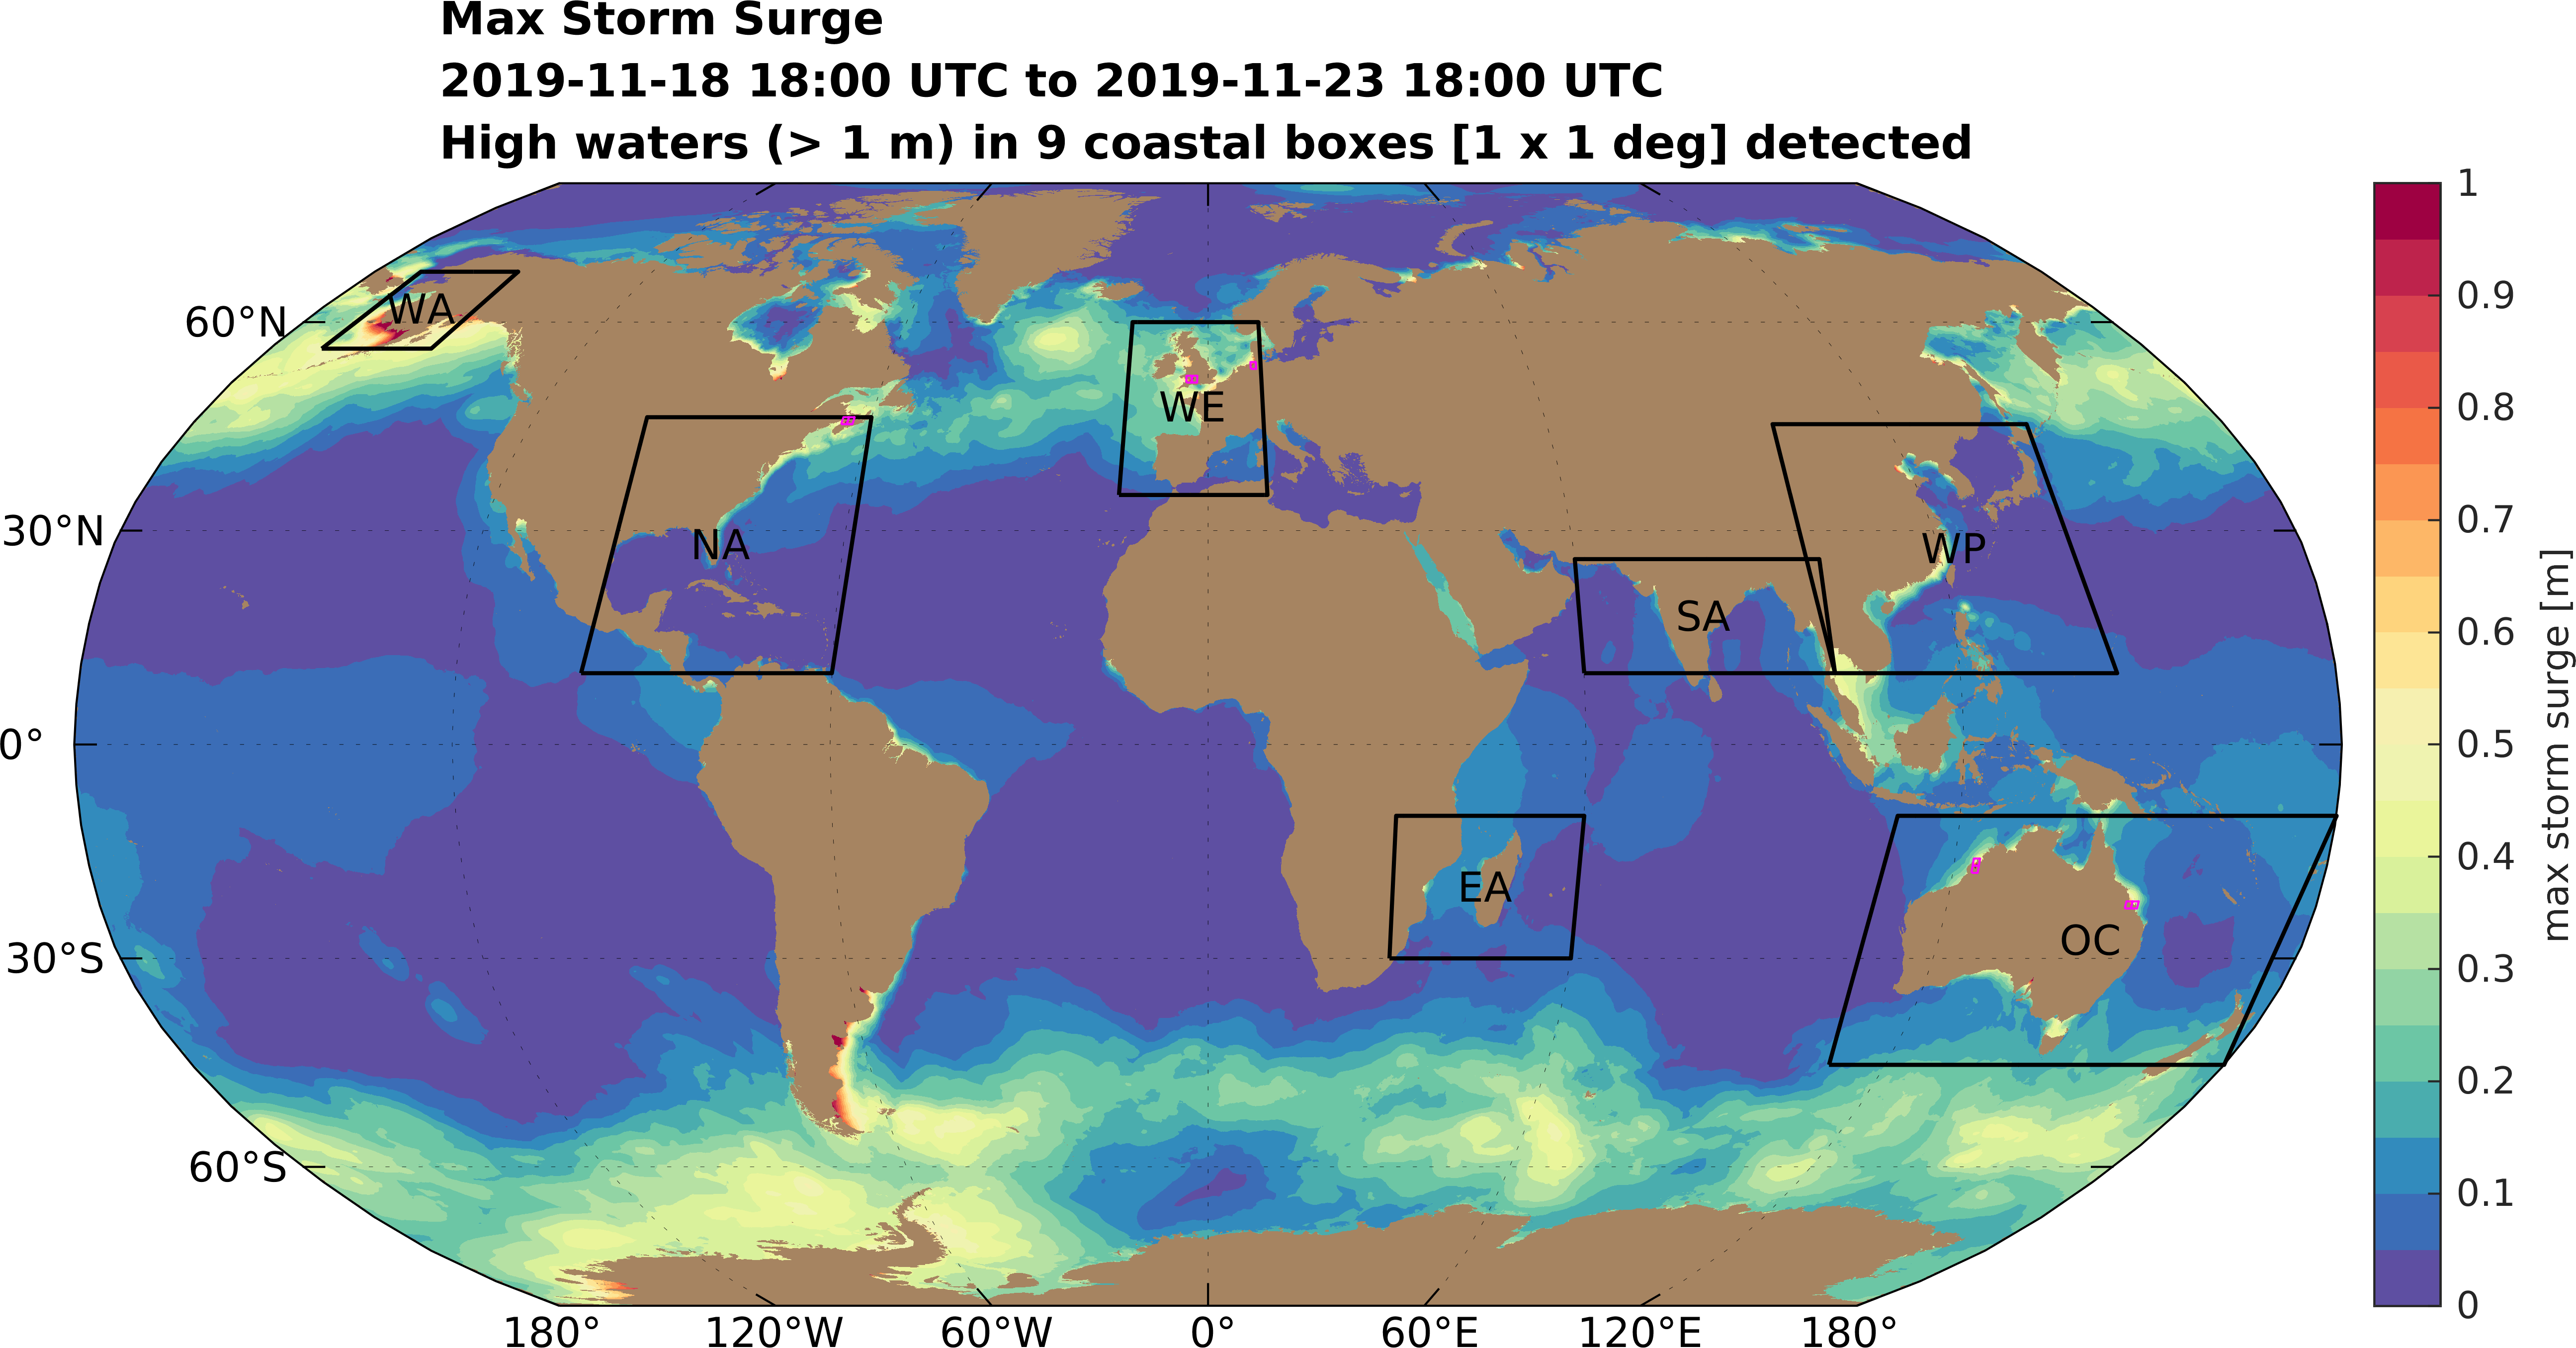 Max Storm Surge
2019-11-18 18:00 UTC to 2019-11-23 18:00 UTC
High waters (> 1 m) in 9 coastal boxes [1 x 1 deg] detected
60°N
30°N
0°
30°S
60°S
WA
WE
NA
WP
SA
EA
OC
180°
120°W
60°W
0°
60°E
120°E
180°
1
0.9
0.8
0.7
0.6
0.5
0.4
0.3
0.2
0.1
0
max storm surge [m]